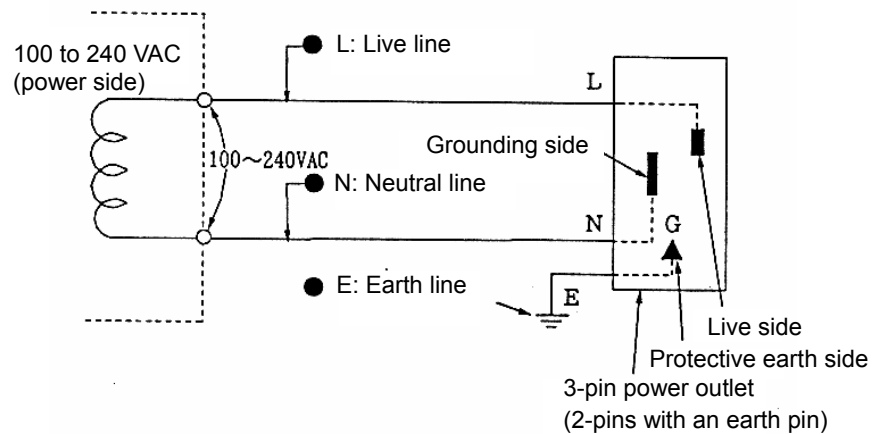 100 to 240 VAC
(power side)
L: Live line
L
Grounding side
100～240VAC
N: Neutral line
N
G
E: Earth line
E
Live side
Protective earth side
3-pin power outlet
(2-pins with an earth pin)